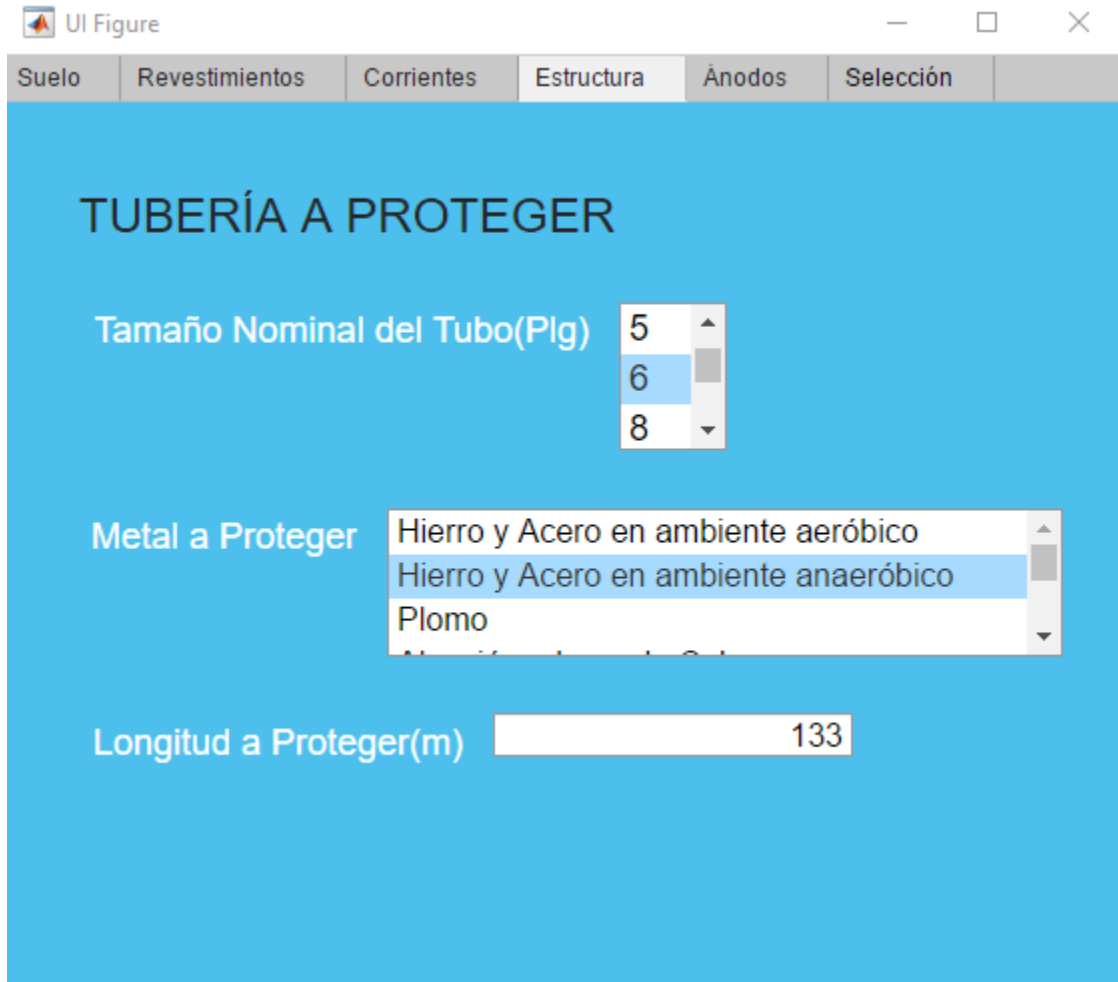 UI Figure
Suelo Revestimientos Corrientes Estructura Ánodos Selección
TUBERÍA A PROTEGER
Tamaño Nominal del Tubo(Plg)
5
6
8
Metal a Proteger
Hierro y Acero en ambiente aeróbico
Hierro y Acero en ambiente anaeróbico
Plomo
Longitud a Proteger(m) 133